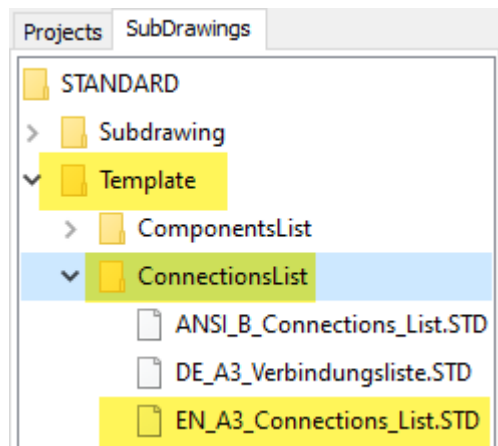 Projects SubDrawings
STANDARD
Subdrawing
Template
ComponentsList
ConnectionsList
ANSI_B_Connections_List.STD
DE_A3_Verbindungsliste.STD
EN_A3_Connections_List.STD